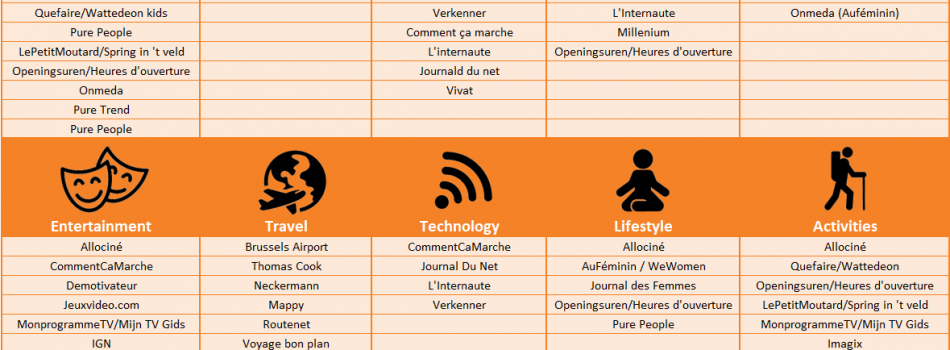 Quefaire/Wattedeon kids Verkenner L'Internaute Onmeda (Auféminin)
Pure People Comment ça marche Millenium
LePetitMoutard/Spring in 't veld L'internaute Openingsuren/Heures d'ouverture
Openingsuren/Heures d'ouverture Journald du net
Onmeda Vivat
Pure Trend
Pure People
Entertainment Travel Technology Lifestyle Activities
Allociné Brussels Airport CommentCaMarche Allociné Allociné
CommentCaMarche Thomas Cook Journal Du Net AuFéminin / WeWomen Quefaire/Wattedeon
Demotivateur Neckermann L'Internaute Journal des Femmes Openingsuren/Heures d'ouverture
Jeuxvideo.com Mappy Verkenner Openingsuren/Heures d'ouverture LePetitMoutard/Spring in 't veld
MonprogrammeTV/Mijn TV Gids Routenet Pure People MonprogrammeTV/Mijn TV Gids
IGN Voyage bon plan Imagix